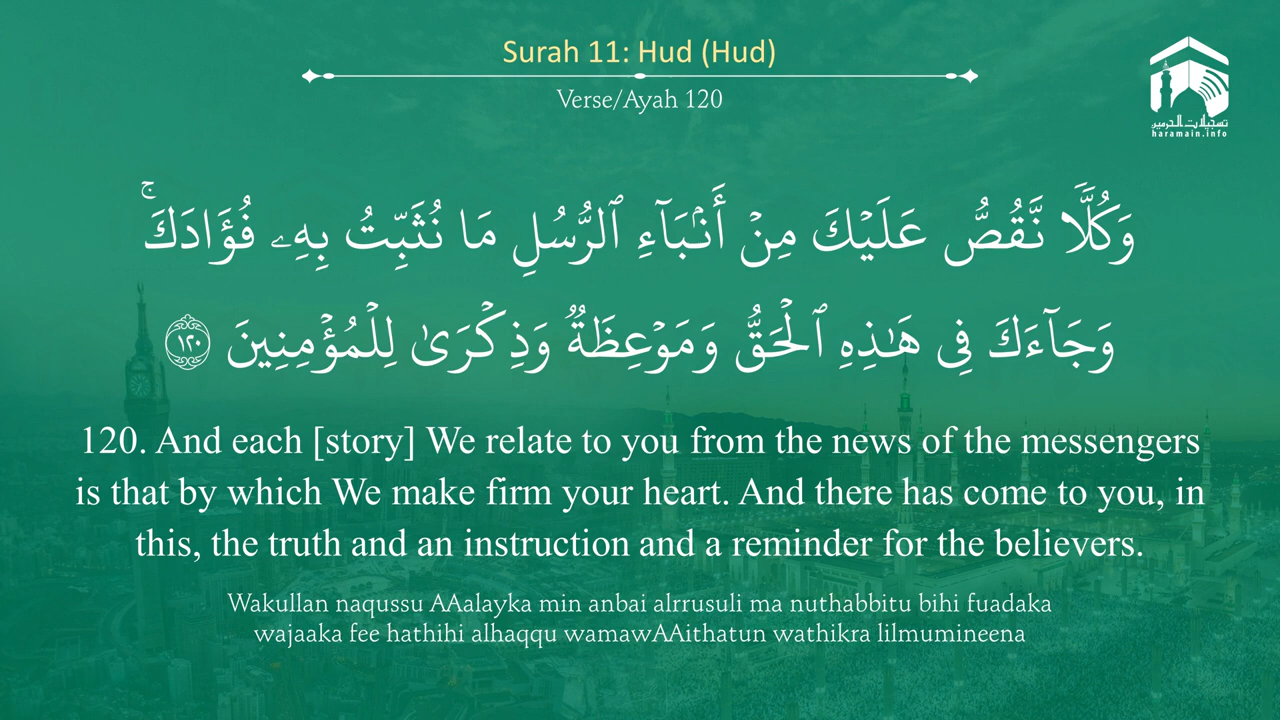 Surah 11: Hud (Hud)
Verse/Ayah 120
تسجيلات الحرمين
haramain.info
وَكُلًّا نَّقُصُّ عَلَيْكَ مِنْ أَنۢبَآءِ ٱلرُّسُلِ مَا نُثَبِّتُ بِهِۦ فُؤَادَكَ ۚ
وَجَآءَكَ فِى هَـٰذِهِ ٱلْحَقُّ وَمَوْعِظَةٌ وَذِكْرَىٰ لِلْمُؤْمِنِينَ ١٢٠
120. And each [story] We relate to you from the news of the messengers
is that by which We make firm your heart. And there has come to you, in
this, the truth and an instruction and a reminder for the believers.
Wakullan naqussu AAalayka min anbai alrrusuli ma nuthabbitu bihi fuadaka
wajaaka fee hathihi alhaqqu wamawAAithatun wathikra lilmumineena